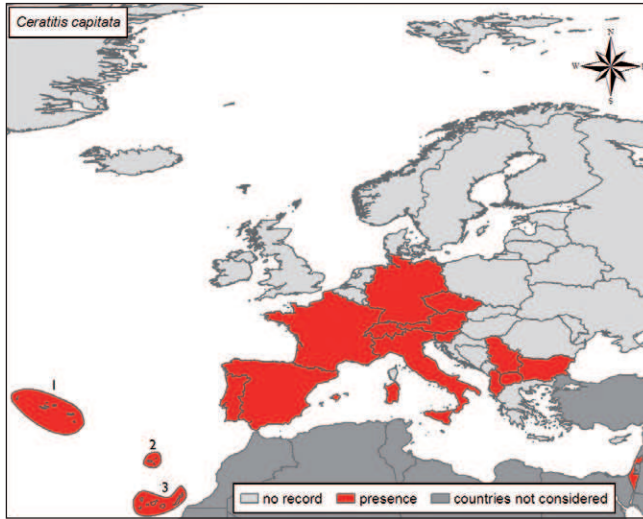 Ceratitis capitata
N
W
S
1
2
3
no record presence countries not considered